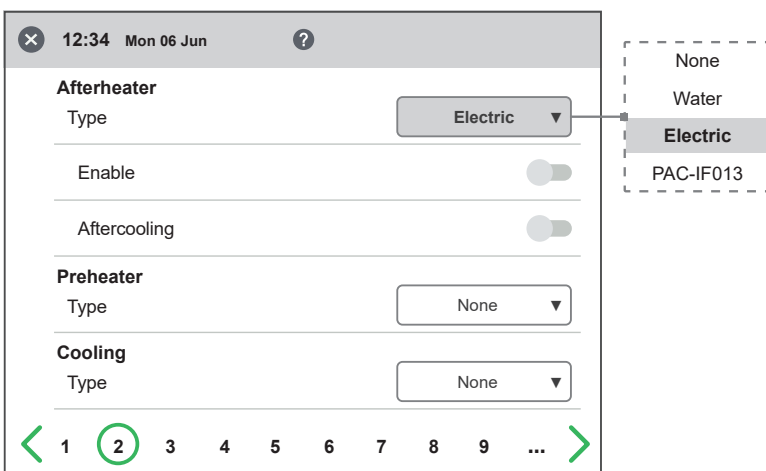 12:34 Mon 06 Jun ?
Afterheater
Type Electric ▼
Enable
Aftercooling
Preheater
Type None ▼
Cooling
Type None ▼
1 2 3 4 5 6 7 8 9 ...
None
Water
Electric
PAC-IF013